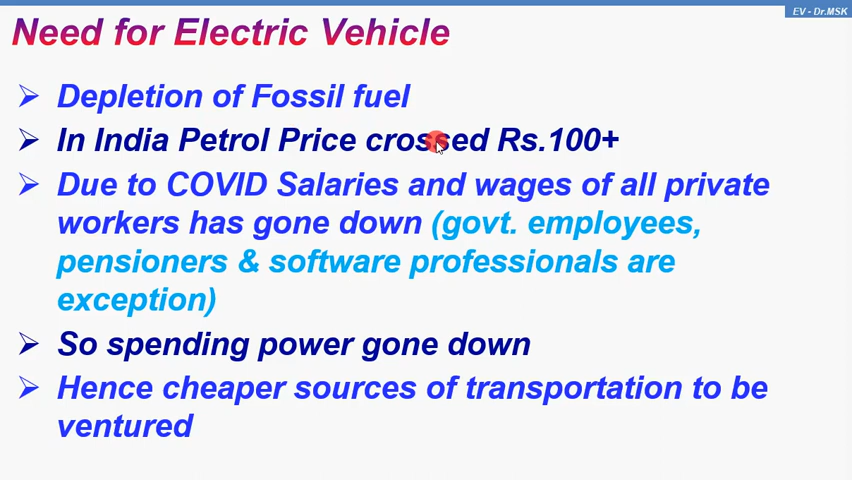 EV - Dr.MSK
Need for Electric Vehicle
Depletion of Fossil fuel
In India Petrol Price crossed Rs.100+
Due to COVID Salaries and wages of all private
workers has gone down (govt. employees,
pensioners & software professionals are
exception)
So spending power gone down
Hence cheaper sources of transportation to be
ventured